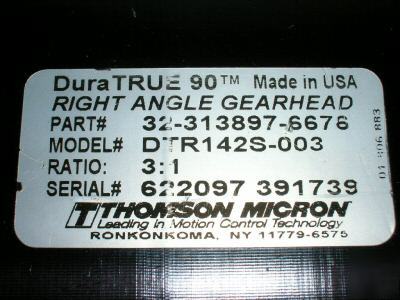 DuraTRUE 90™ Made in USA
RIGHT ANGLE GEARHEAD
PART# 32-313897-6678
MODEL# DTR142S-003
RATIO: 3:1
SERIAL# 622097 391739
THOMSON MICRON
Leading in Motion Control Technology
RONKONKOMA, NY 11779-6575